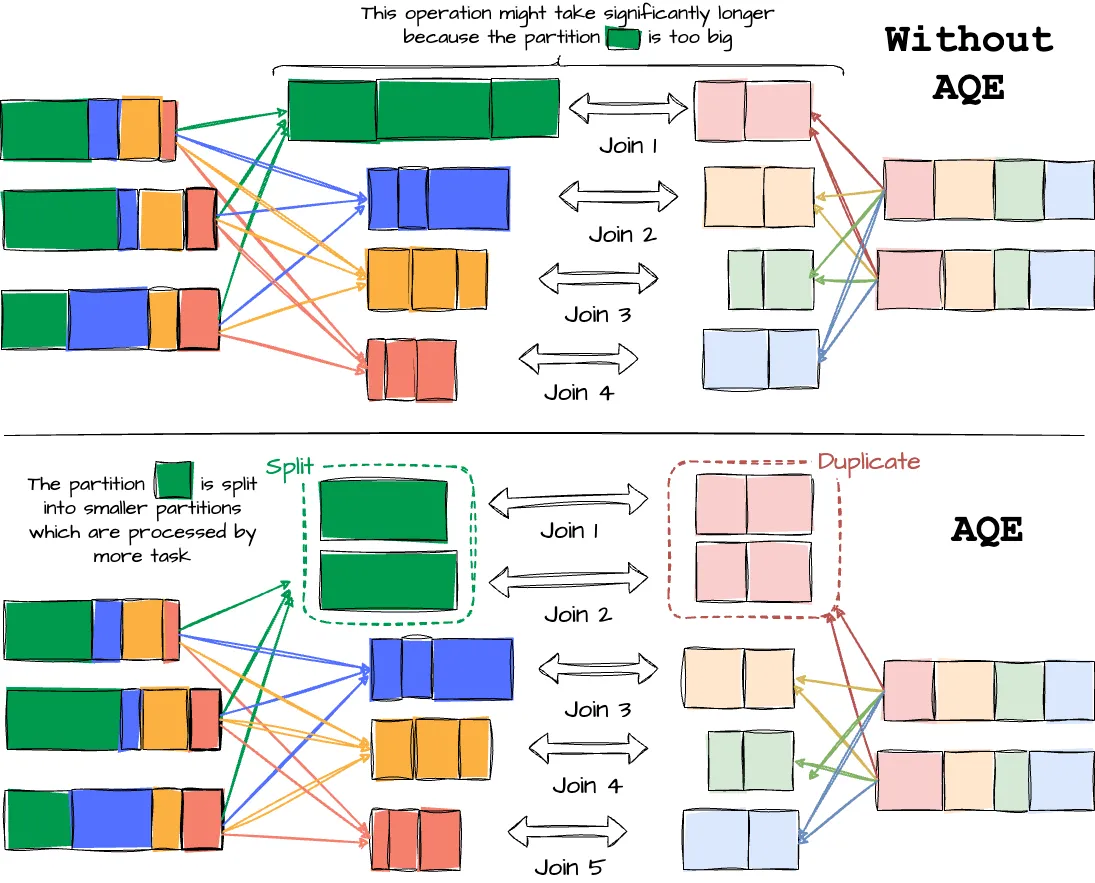 This operation might take significantly longer
because the partition is too big
Without
AQE
Join 1
Join 2
Join 3
Join 4
Split
Duplicate
The partition is split
into smaller partitions
which are processed by
more task
AQE
Join 1
Join 2
Join 3
Join 4
Join 5